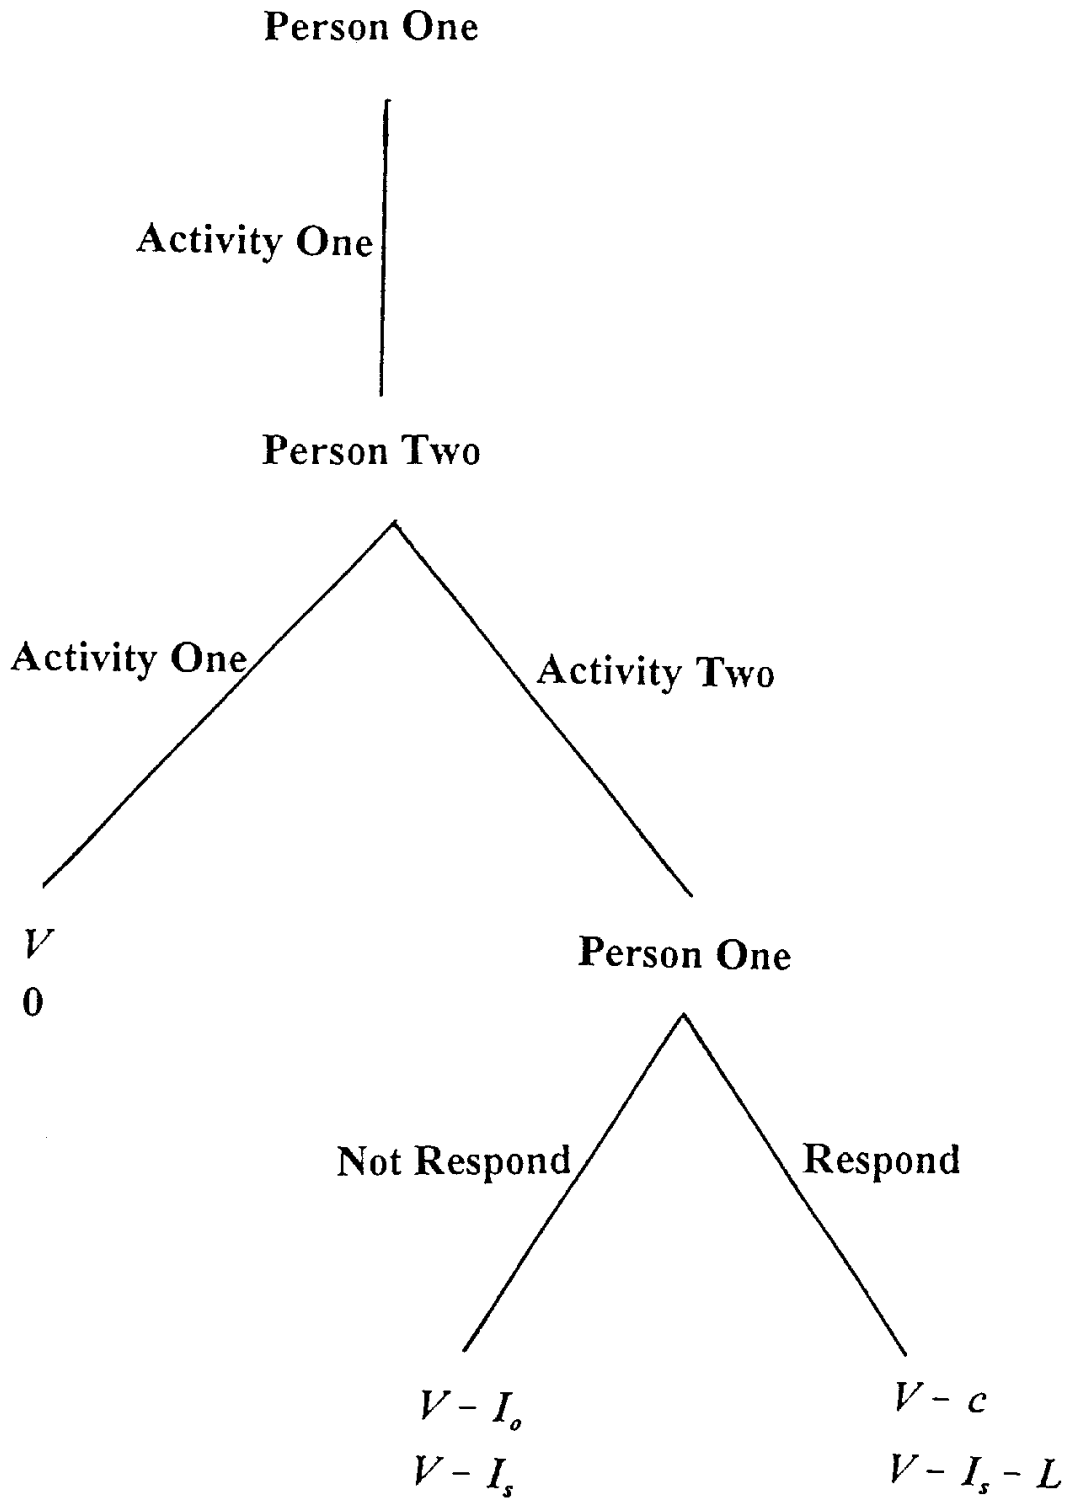 Person One
Activity One
Person Two
Activity One
Activity Two
V
0
Person One
Not Respond
Respond
V - I_o
V - I_s
V - c
V - I_s - L